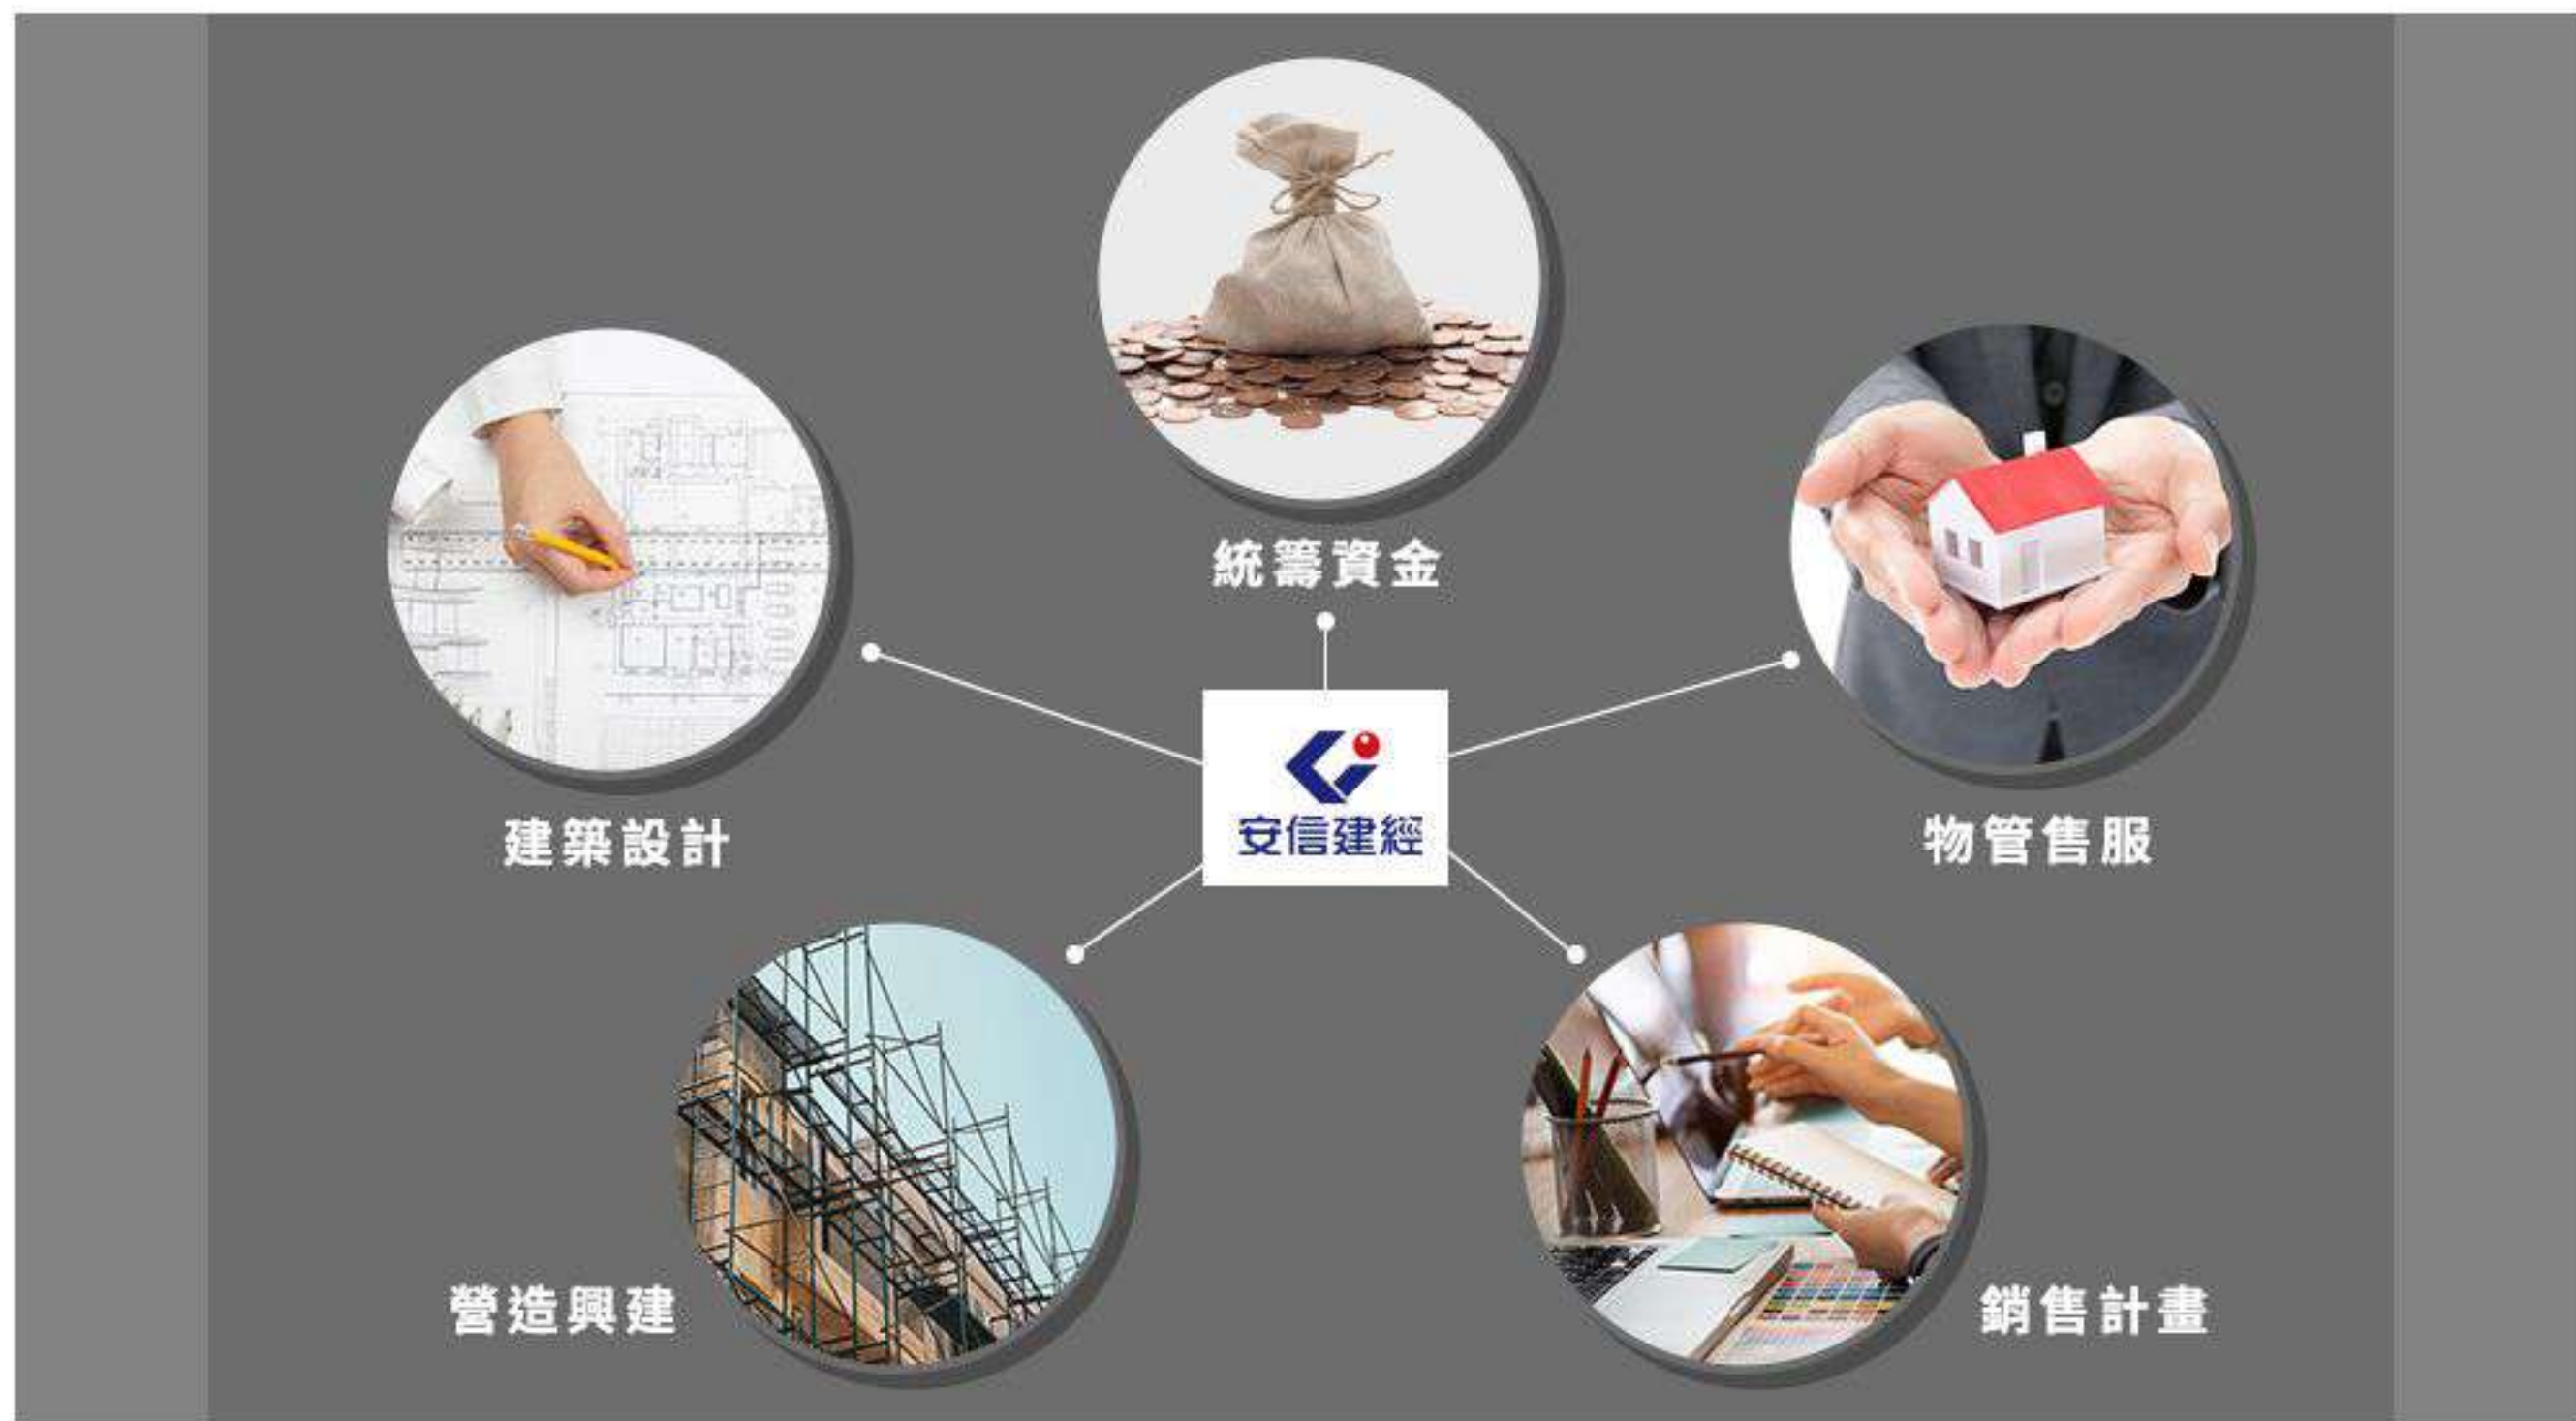 統籌資金
建築設計
安信建經
物管售服
營造興建
銷售計畫